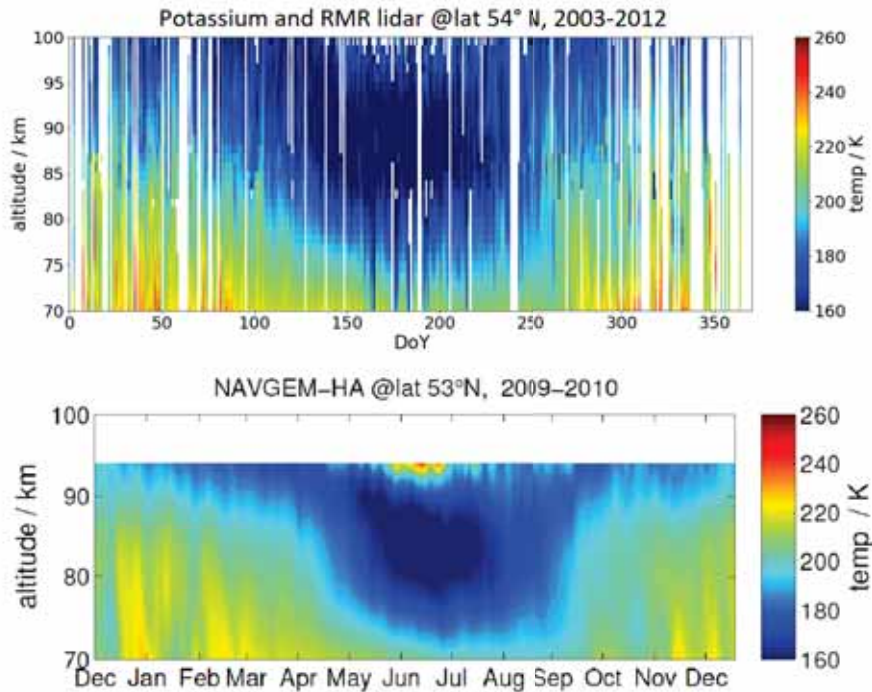 Potassium and RMR lidar @lat 54° N, 2003-2012
100
95
90
85
80
75
70
altitude / km
0 50 100 150 200 250 300 350
DoY
260
240
220
200
180
160
temp / K
NAVGEM-HA @lat 53°N, 2009-2010
100
90
80
70
altitude / km
Dec Jan Feb Mar Apr May Jun Jul Aug Sep Oct Nov Dec
260
240
220
200
180
160
temp / K